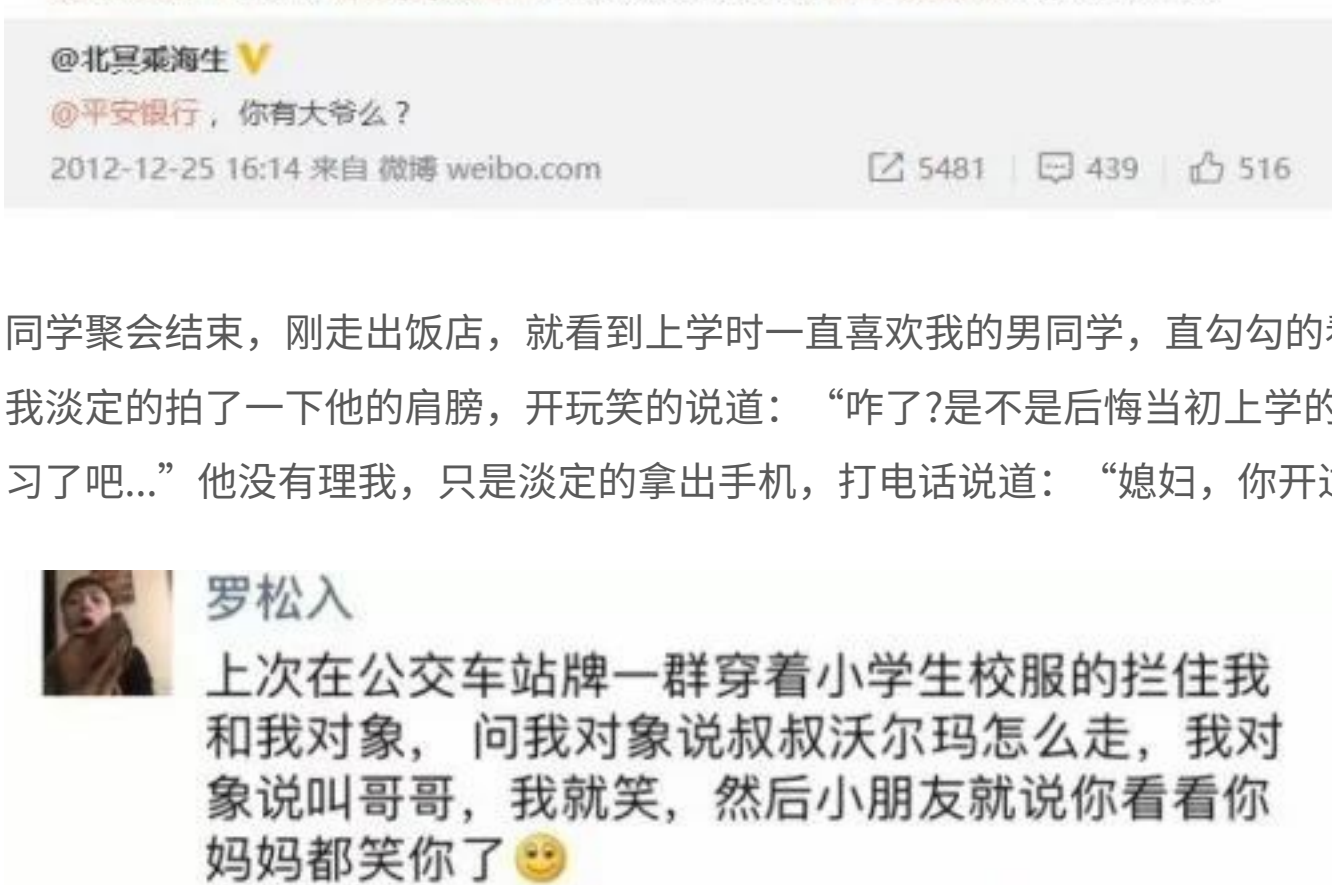 @北冥乘海生
@平安银行，你有大爷么？
2012-12-25 16:14 来自 微博 weibo.com 5481 439 516
同学聚会结束，刚走出饭店，就看到上学时一直喜欢我的男同学，直勾勾的
我淡定的拍了一下他的肩膀，开玩笑的说道：“咋了?是不是后悔当初上学的
习了吧...”他没有理我，只是淡定的拿出手机，打电话说道：“媳妇，你开
罗松入
上次在公交车站牌一群穿着小学生校服的拦住我
和我对象， 问我对象说叔叔沃尔玛怎么走，我对
象说叫哥哥，我就笑，然后小朋友就说你看看你
妈妈都笑你了